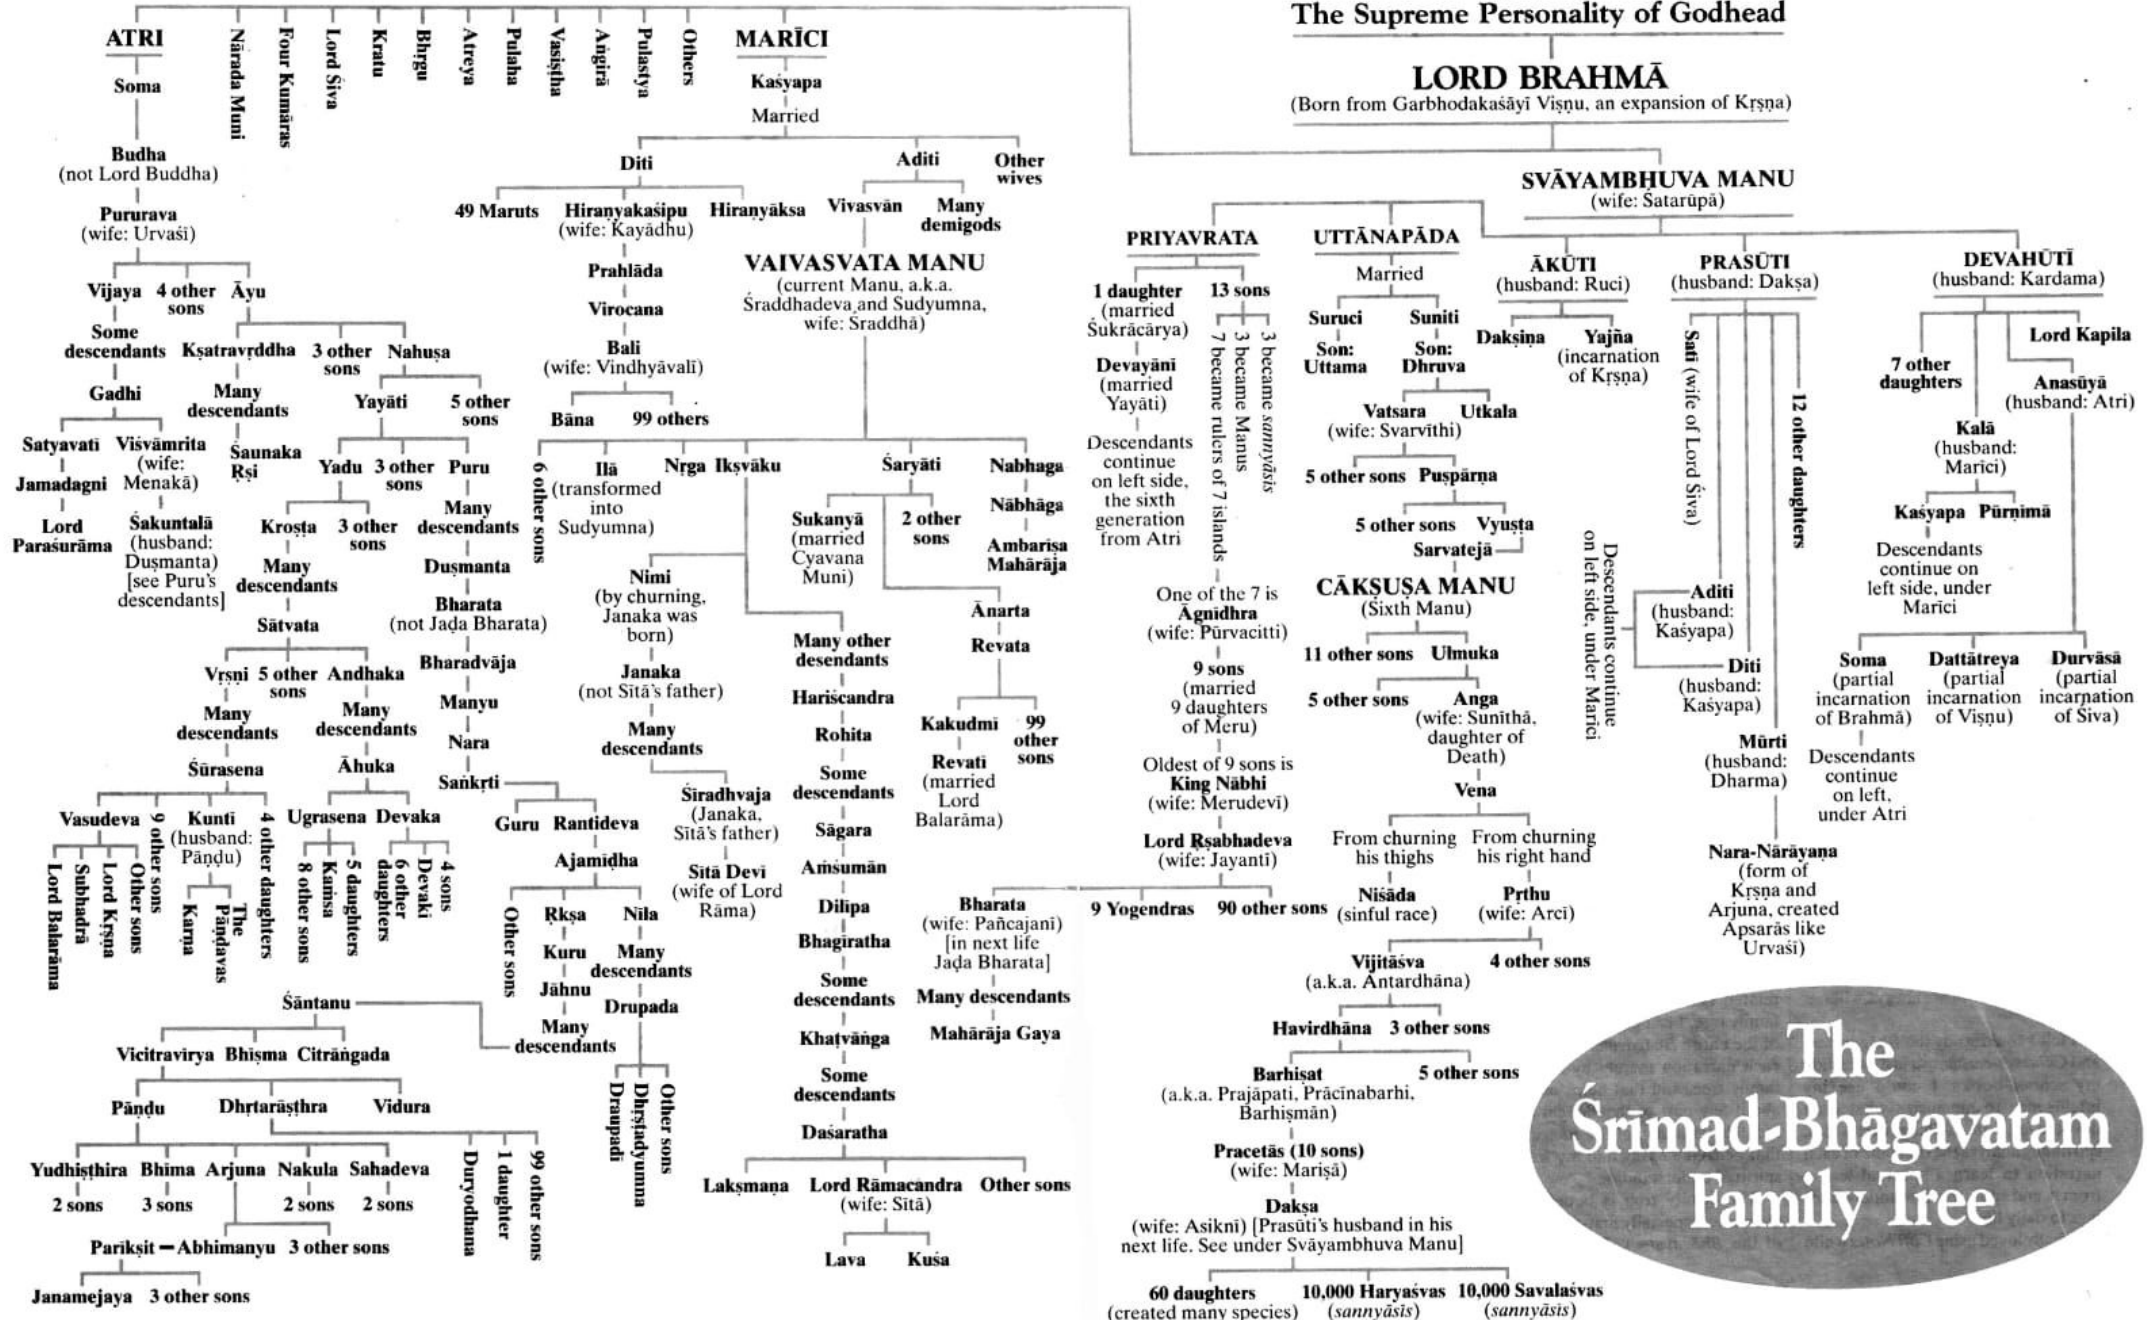 The Supreme Personality of Godhead
LORD BRAHMĀ
(Born from Garbhodakaśāyī Viṣṇu, an expansion of Kṛṣṇa)
ATRI
Nārada Muni
Four Kumāras
Lord Śiva
Kratu
Bhṛgu
Atreya
Pulaha
Vasiṣṭha
Aṅgirā
Pulastya
Others
MARĪCI
SVĀYAMBHUVA MANU
(wife: Śatarūpā)
Soma
Budha
(not Lord Buddha)
Pururava
(wife: Urvaśī)
Vijaya
4 other
sons
Āyu
Some
descendants
Gadhi
Satyavatī
Jamadagni
Lord
Paraśurāma
Viśvāmrita
(wife:
Menakā)
Śakuntalā
(husband:
Duṣmanta)
[see Puru's
descendants]
Kṣatravṛddha
3 other
sons
Nahuṣa
Many
descendants
Śaunaka
Ṛṣi
Yayāti
5 other
sons
Yadu
3 other
sons
Puru
Kroṣṭa
3 other
sons
Many
descendants
Sātvata
Vṛṣṇi
5 other
sons
Andhaka
Many
descendants
Śūrasena
Many
descendants
Āhuka
Vasudeva
9 other sons
Kuntī
(husband:
Pāṇḍu)
4 other daughters
Lord Balarāma
Subhadrā
Lord Kṛṣṇa
Other sons
Karṇa
The
Pāṇḍavas
Ugrasena
Devaka
8 other sons
Kaṁsa
5 daughters
6 other
daughters
Devakī
4 sons
Many
descendants
Duṣmanta
Bharata
(not Jaḍa Bharata)
Bharadvāja
Manyu
Nara
Saṅkṛti
Guru
Rantideva
Ajamīḍha
Other sons
Ṛkṣa
Nīla
Kuru
Jāhnu
Many
descendants
Many
descendants
Drupada
Draupadī
Dhṛṣṭadyumna
Other sons
Śāntanu
Vicitravīrya
Bhīṣma
Citrāṅgada
Pāṇḍu
Dhṛtarāṣṭhra
Vidura
Yudhiṣṭhira
Bhīma
Arjuna
Nakula
Sahadeva
2 sons
3 sons
2 sons
2 sons
Duryodhana
1 daughter
99 other sons
Parīkṣit — Abhimanyu
3 other sons
Janamejaya
3 other sons
Kaśyapa
Married
Diti
Aditi
Other
wives
49 Maruts
Hiraṇyakaśipu
(wife: Kayādhu)
Hiraṇyākṣa
Vivasvān
Many
demigods
Prahlāda
Virocana
Bali
(wife: Vindhyāvalī)
Bāna
99 others
VAIVASVATA MANU
(current Manu, a.k.a.
Śraddhadeva and Sudyumna,
wife: Śraddhā)
6 other sons
Ilā
(transformed
into
Sudyumna)
Nṛga
Ikṣvāku
Śaryāti
Nabhaga
Nābhāga
Ambarīṣa
Mahārāja
Sukanyā
(married
Cyavana
Muni)
2 other
sons
Ānarta
Revata
Kakudmī
99
other
sons
Revatī
(married
Lord
Balarāma)
Nimi
(by churning,
Janaka was
born)
Janaka
(not Sītā's father)
Many
descendants
Śīradhvaja
(Janaka,
Sītā's father)
Sītā Devī
(wife of Lord
Rāma)
Many other
desendants
Hariścandra
Rohita
Some
descendants
Sāgara
Aṁsumān
Dilīpa
Bhagīratha
Some
descendants
Khaṭvāṅga
Some
descendants
Daśaratha
Lakṣmaṇa
Lord Rāmacandra
(wife: Sītā)
Other sons
Lava
Kuśa
PRIYAVRATA
1 daughter
(married
Śukrācārya)
13 sons
Devayānī
(married
Yayāti)
Descendants
continue
on left side,
the sixth
generation
from Atri
7 became rulers of 7 islands
3 became Manus
3 became sannyāsis
One of the 7 is
Āgnīdhra
(wife: Pūrvacitti)
9 sons
(married
9 daughters
of Meru)
Oldest of 9 sons is
King Nābhi
(wife: Merudevī)
Lord Ṛṣabhadeva
(wife: Jayantī)
Bharata
(wife: Pañcajanī)
[in next life
Jaḍa Bharata]
9 Yogendras
90 other sons
Many descendants
Mahārāja Gaya
UTTĀNAPĀDA
Married
Suruci
Suniti
Son:
Uttama
Son:
Dhruva
Vatsara
(wife: Svarvīthi)
Utkala
5 other sons
Puṣpārṇa
5 other sons
Vyuṣṭa
Sarvatejā
CĀKṢUṢA MANU
(Sixth Manu)
11 other sons
Ulmuka
5 other sons
Anga
(wife: Sunīthā,
daughter of
Death)
Vena
From churning
his thighs
From churning
his right hand
Niṣāda
(sinful race)
Pṛthu
(wife: Arcī)
Vijitāśva
(a.k.a. Antardhāna)
4 other sons
Havirdhāna
3 other sons
Barhiṣat
(a.k.a. Prajāpati, Prācīnabarhi,
Barhiṣmān)
5 other sons
Pracetās (10 sons)
(wife: Mariṣā)
Dakṣa
(wife: Asiknī) [Prasūti's husband in his
next life. See under Svāyambhuva Manu]
60 daughters
(created many species)
10,000 Haryaśvas
(sannyāsīs)
10,000 Savalaśvas
(sannyāsīs)
ĀKŪTI
(husband: Ruci)
Dakṣiṇa
Yajña
(incarnation
of Kṛṣṇa)
PRASŪTI
(husband: Dakṣa)
Satī (wife of Lord Śiva)
12 other daughters
Aditi
(husband:
Kaśyapa)
Diti
(husband:
Kaśyapa)
Descendants continue
on left side, under Marīci
Mūrti
(husband:
Dharma)
Nara-Nārāyaṇa
(form of
Kṛṣṇa and
Arjuna, created
Apsarās like
Urvaśī)
DEVAHŪTĪ
(husband: Kardama)
7 other
daughters
Lord Kapila
Anasūyā
(husband: Atri)
Kalā
(husband:
Marīci)
Kaśyapa
Pūrnimā
Descendants
continue on
left side, under
Marīci
Soma
(partial
incarnation
of Brahmā)
Dattātreya
(partial
incarnation
of Viṣṇu)
Durvāsā
(partial
incarnation
of Śiva)
Descendants
continue
on left,
under Atri
The
Śrīmad-Bhāgavatam
Family Tree